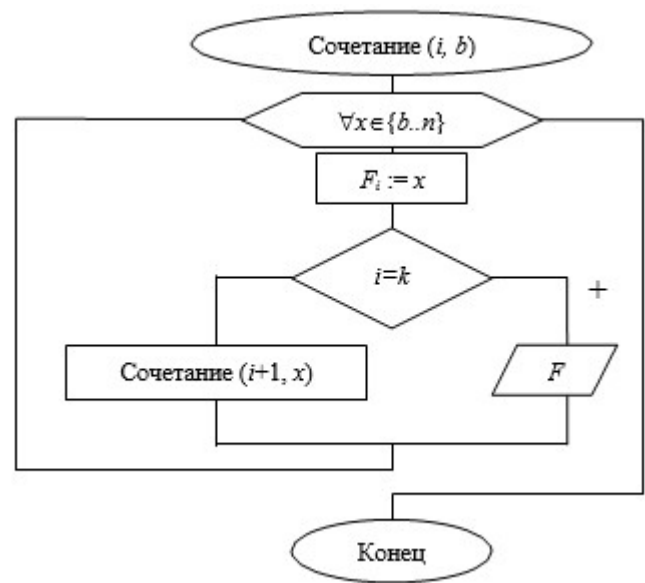 Сочетание (i, b)
∀x∈{b..n}
Fᵢ := x
i=k
+
Сочетание (i+1, x)
F
Конец